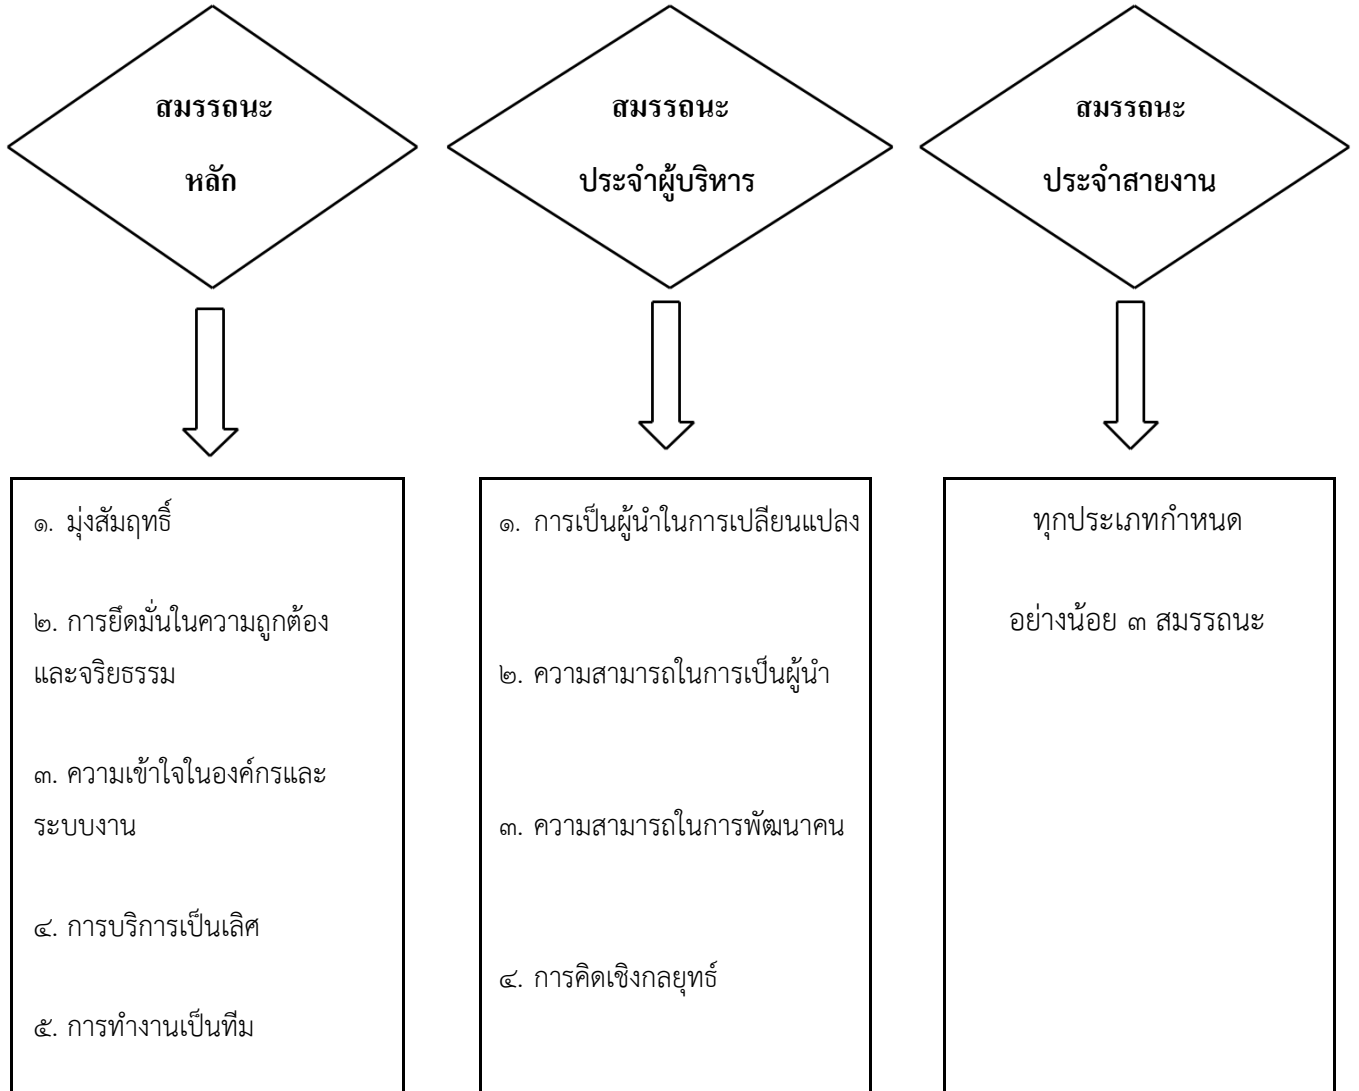 สมรรถนะ
หลัก
สมรรถนะ
ประจำผู้บริหาร
สมรรถนะ
ประจำสายงาน
๑. มุ่งสัมฤทธิ์
๒. การยึดมั่นในความถูกต้อง
และจริยธรรม
๓. ความเข้าใจในองค์กรและ
ระบบงาน
๔. การบริการเป็นเลิศ
๕. การทำงานเป็นทีม
๑. การเป็นผู้นำในการเปลี่ยนแปลง
๒. ความสามารถในการเป็นผู้นำ
๓. ความสามารถในการพัฒนาคน
๔. การคิดเชิงกลยุทธ์
ทุกประเภทกำหนด
อย่างน้อย ๓ สมรรถนะ